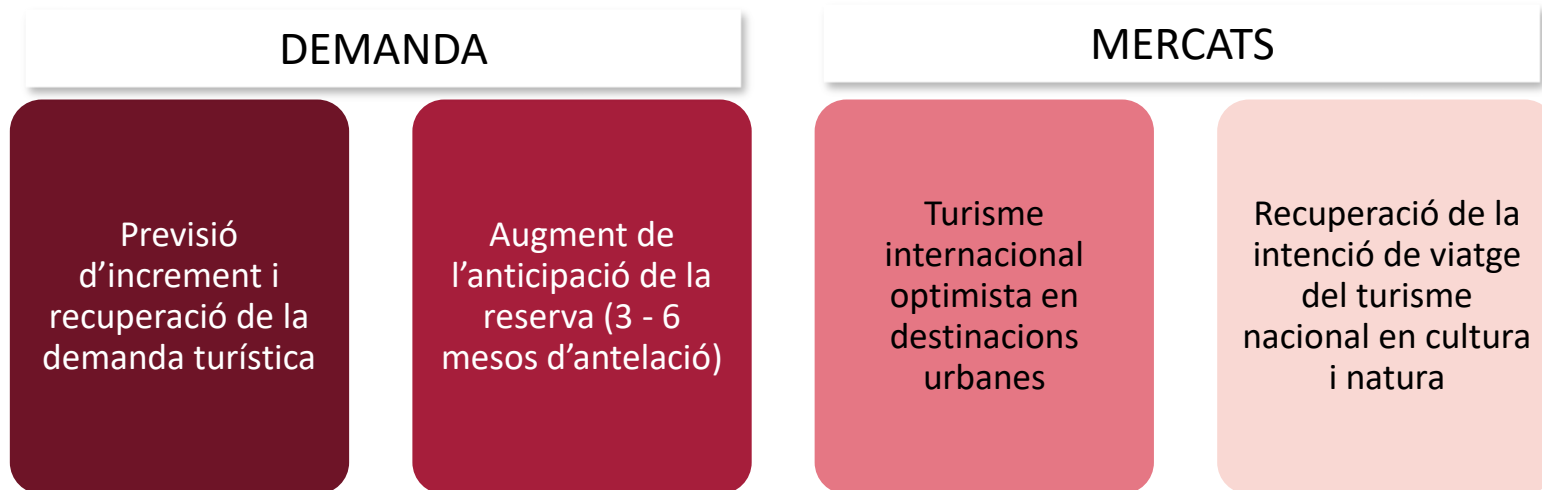 DEMANDA
Previsió
d’increment i
recuperació de la
demanda turística
Augment de
l’anticipació de la
reserva (3 - 6
mesos d’antelació)
MERCATS
Turisme
internacional
optimista en
destinacions
urbanes
Recuperació de la
intenció de viatge
del turisme
nacional en cultura
i natura